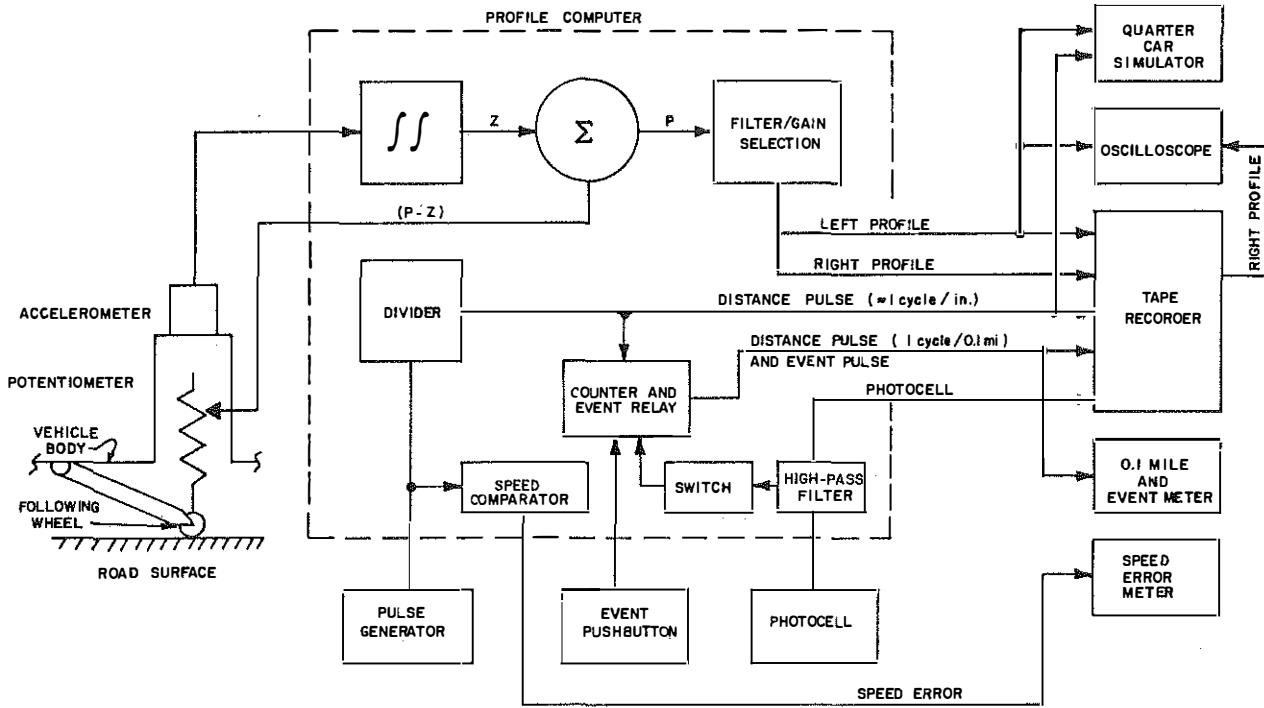 PROFILE COMPUTER
QUARTER
CAR
SIMULATOR
∫∫
Z
Σ
P
FILTER/GAIN
SELECTION
OSCILLOSCOPE
(P-Z)
LEFT PROFILE
RIGHT PROFILE
RIGHT PROFILE
ACCELEROMETER
DIVIDER
DISTANCE PULSE (≈1 cycle / in.)
TAPE
RECORDER
DISTANCE PULSE ( 1 cycle/0.1mi)
AND EVENT PULSE
POTENTIOMETER
COUNTER AND
EVENT RELAY
PHOTOCELL
VEHICLE
BODY
SPEED
COMPARATOR
SWITCH
HIGH-PASS
FILTER
0.1 MILE
AND
EVENT METER
FOLLOWING
WHEEL
ROAD SURFACE
SPEED
ERROR
METER
PULSE
GENERATOR
EVENT
PUSHBUTTON
PHOTOCELL
SPEED ERROR